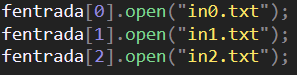 fentrada[0].open("in0.txt");
fentrada[1].open("in1.txt");
fentrada[2].open("in2.txt");